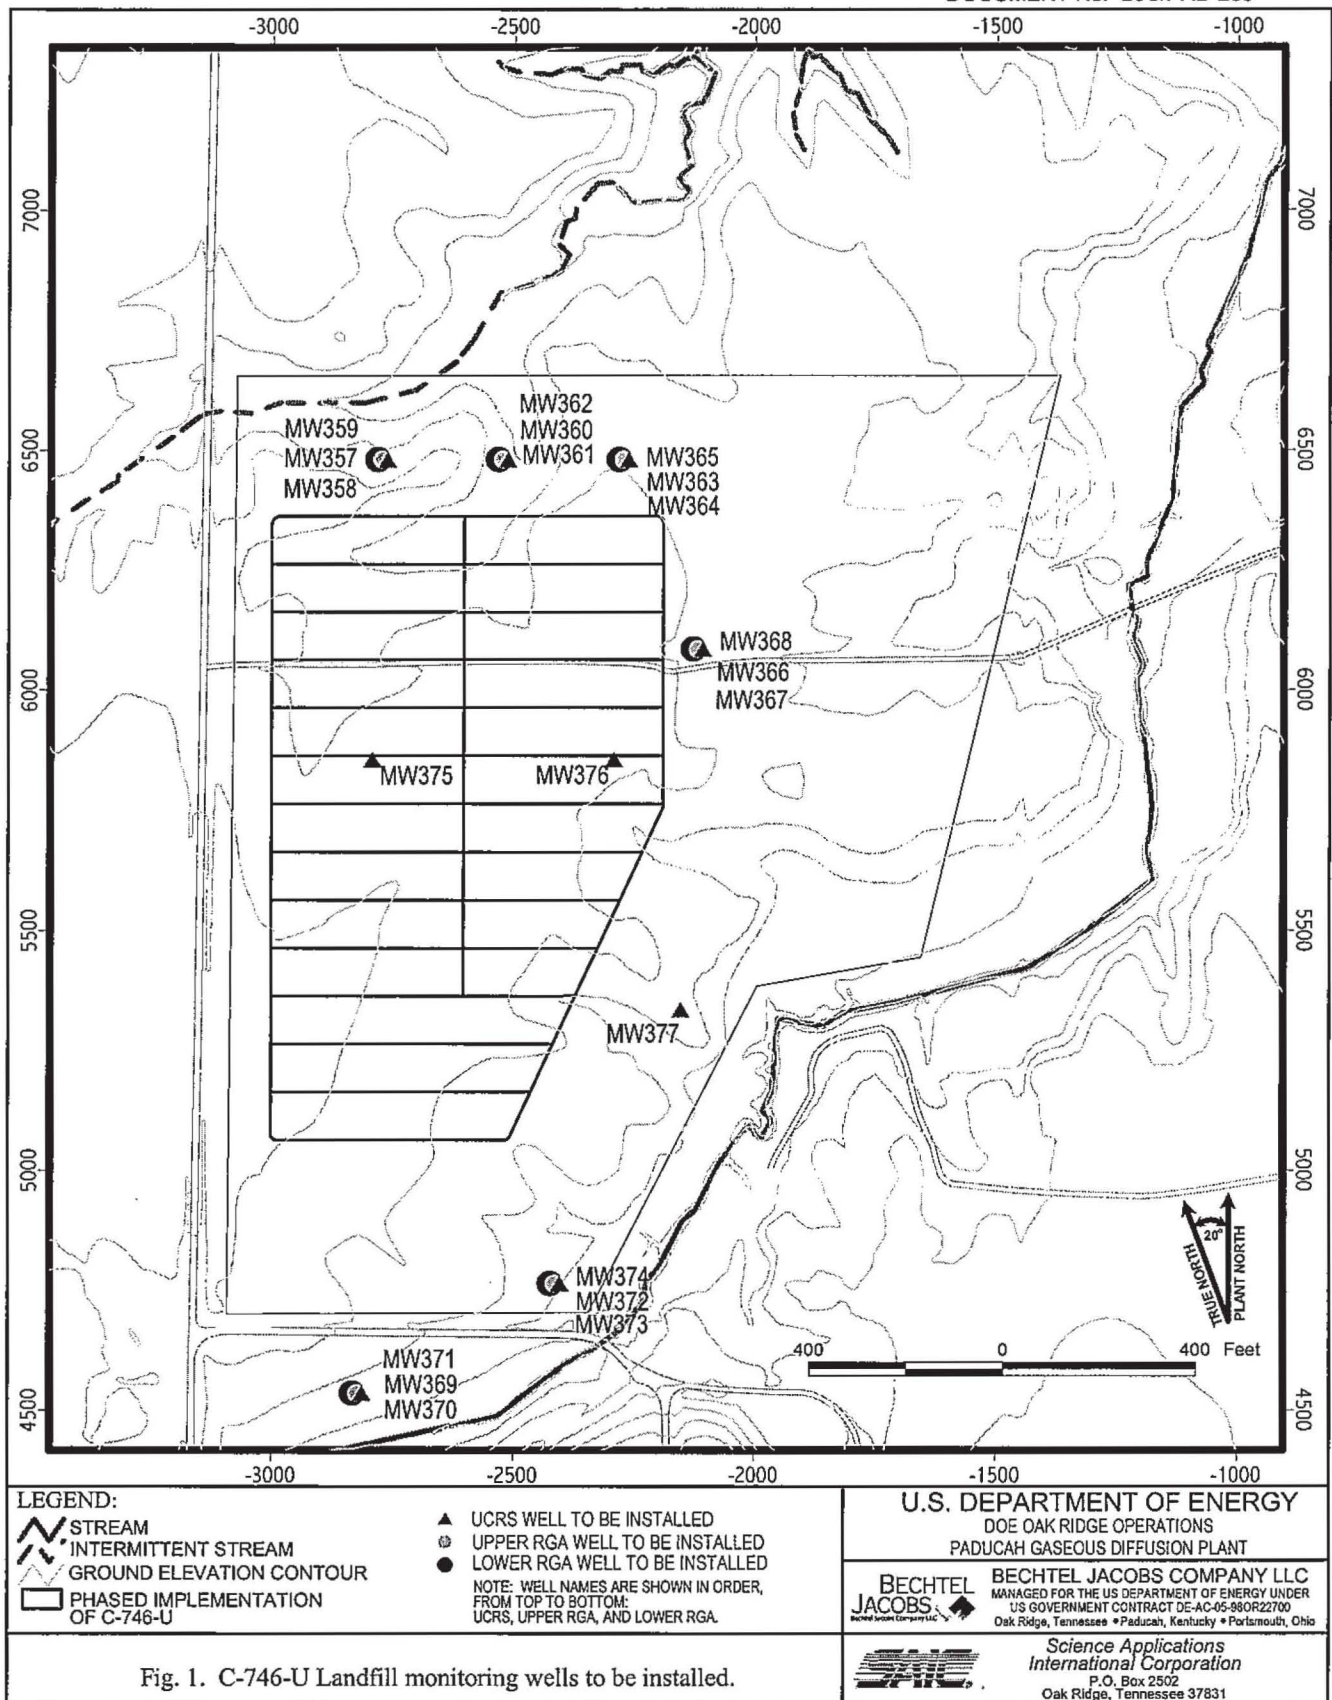 -3000 -2500 -2000 -1500 -1000
7000 7000
MW362
MW359 MW360
MW357 MW361 MW365
MW358 MW363
MW364
6500 6500
MW368
MW366
MW367
6000 6000
MW375 MW376
5500 5500
MW377
5000 5000
20°
TRUE NORTH
PLANT NORTH
MW374
MW372
MW373
400 0 400 Feet
MW371
MW369
MW370
4500 4500
-3000 -2500 -2000 -1500 -1000
LEGEND:
STREAM
INTERMITTENT STREAM
GROUND ELEVATION CONTOUR
PHASED IMPLEMENTATION
OF C-746-U
UCRS WELL TO BE INSTALLED
UPPER RGA WELL TO BE INSTALLED
LOWER RGA WELL TO BE INSTALLED
NOTE: WELL NAMES ARE SHOWN IN ORDER,
FROM TOP TO BOTTOM:
UCRS, UPPER RGA, AND LOWER RGA.
U.S. DEPARTMENT OF ENERGY
DOE OAK RIDGE OPERATIONS
PADUCAH GASEOUS DIFFUSION PLANT
BECHTEL
JACOBS
Bechtel Jacobs Company LLC
BECHTEL JACOBS COMPANY LLC
MANAGED FOR THE US DEPARTMENT OF ENERGY UNDER
US GOVERNMENT CONTRACT DE-AC-05-98OR22700
Oak Ridge, Tennessee • Paducah, Kentucky • Portsmouth, Ohio
SAIC
Science Applications
International Corporation
P.O. Box 2502
Oak Ridge, Tennessee 37831
Fig. 1. C-746-U Landfill monitoring wells to be installed.